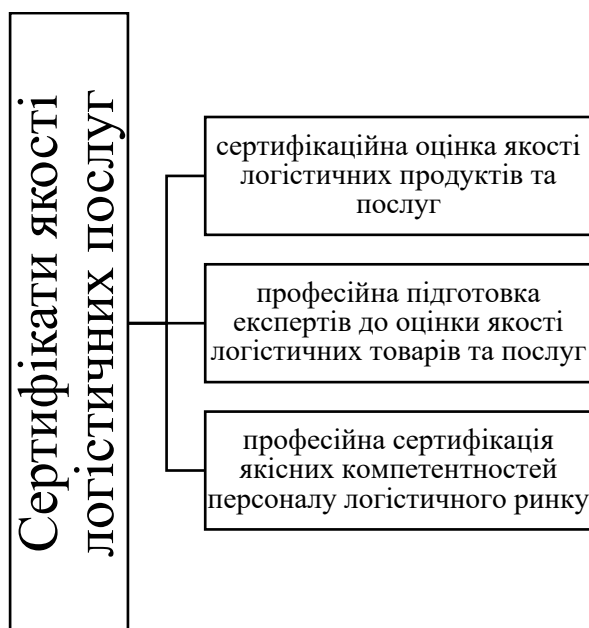 Сертифікати якості
логістичних послуг
сертифікаційна оцінка якості
логістичних продуктів та
послуг
професійна підготовка
експертів до оцінки якості
логістичних товарів та послуг
професійна сертифікація
якісних компетентностей
персоналу логістичного ринку